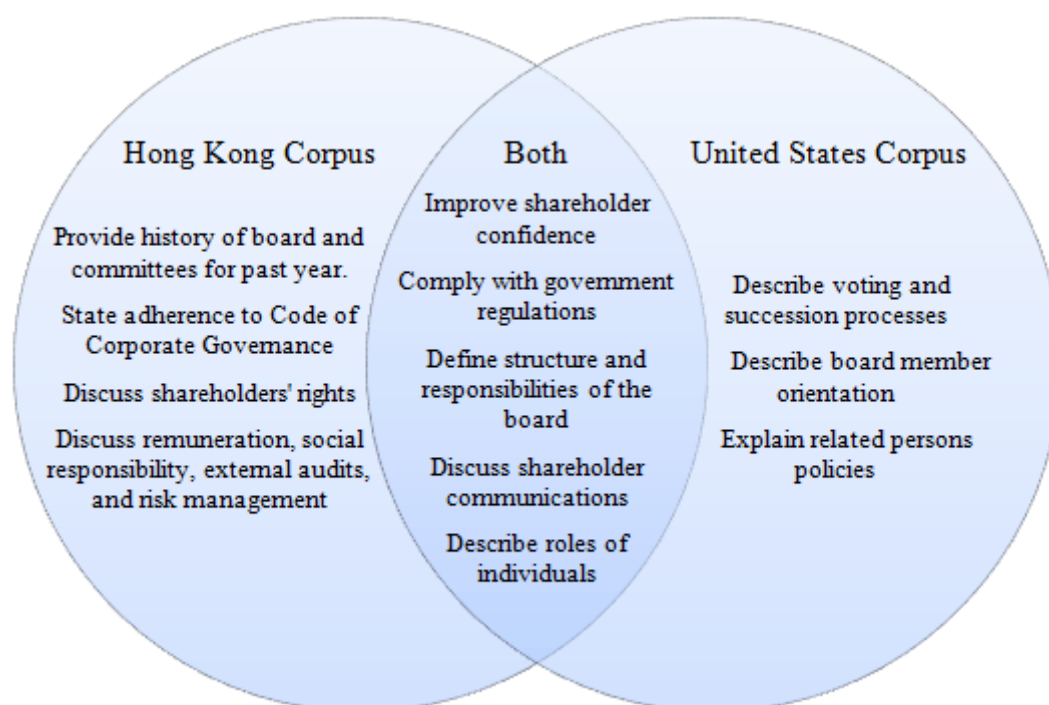 Hong Kong Corpus
Provide history of board and
committees for past year.
State adherence to Code of
Corporate Governance
Discuss shareholders' rights
Discuss remuneration, social
responsibility, external audits,
and risk management
Both
Improve shareholder
confidence
Comply with government
regulations
Define structure and
responsibilities of the
board
Discuss shareholder
communications
Describe roles of
individuals
United States Corpus
Describe voting and
succession processes
Describe board member
orientation
Explain related persons
policies